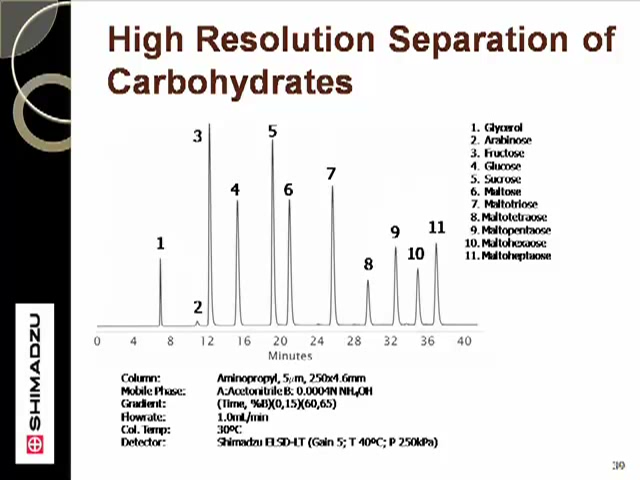 High Resolution Separation of
Carbohydrates
1. Glycerol
2. Arabinose
3. Fructose
4. Glucose
5. Sucrose
6. Maltose
7. Maltotriose
8. Maltotetraose
9. Maltopentaose
10. Maltohexaose
11. Maltoheptaose
3
5
7
4
6
1
11
9
10
8
2
0 4 8 12 16 20 24 28 32 36 40
Minutes
Column: Aminopropyl, 5μm, 250x4.6mm
Mobile Phase: A:Acetonitrile B: 0.0004N NH₄OH
Gradient: (Time, %B)(0,15)(60,65)
Flowrate: 1.0mL/min
Col. Temp: 30ºC
Detector: Shimadzu ELSD-LT (Gain 5; T 40ºC; P 250kPa)
SHIMADZU
39